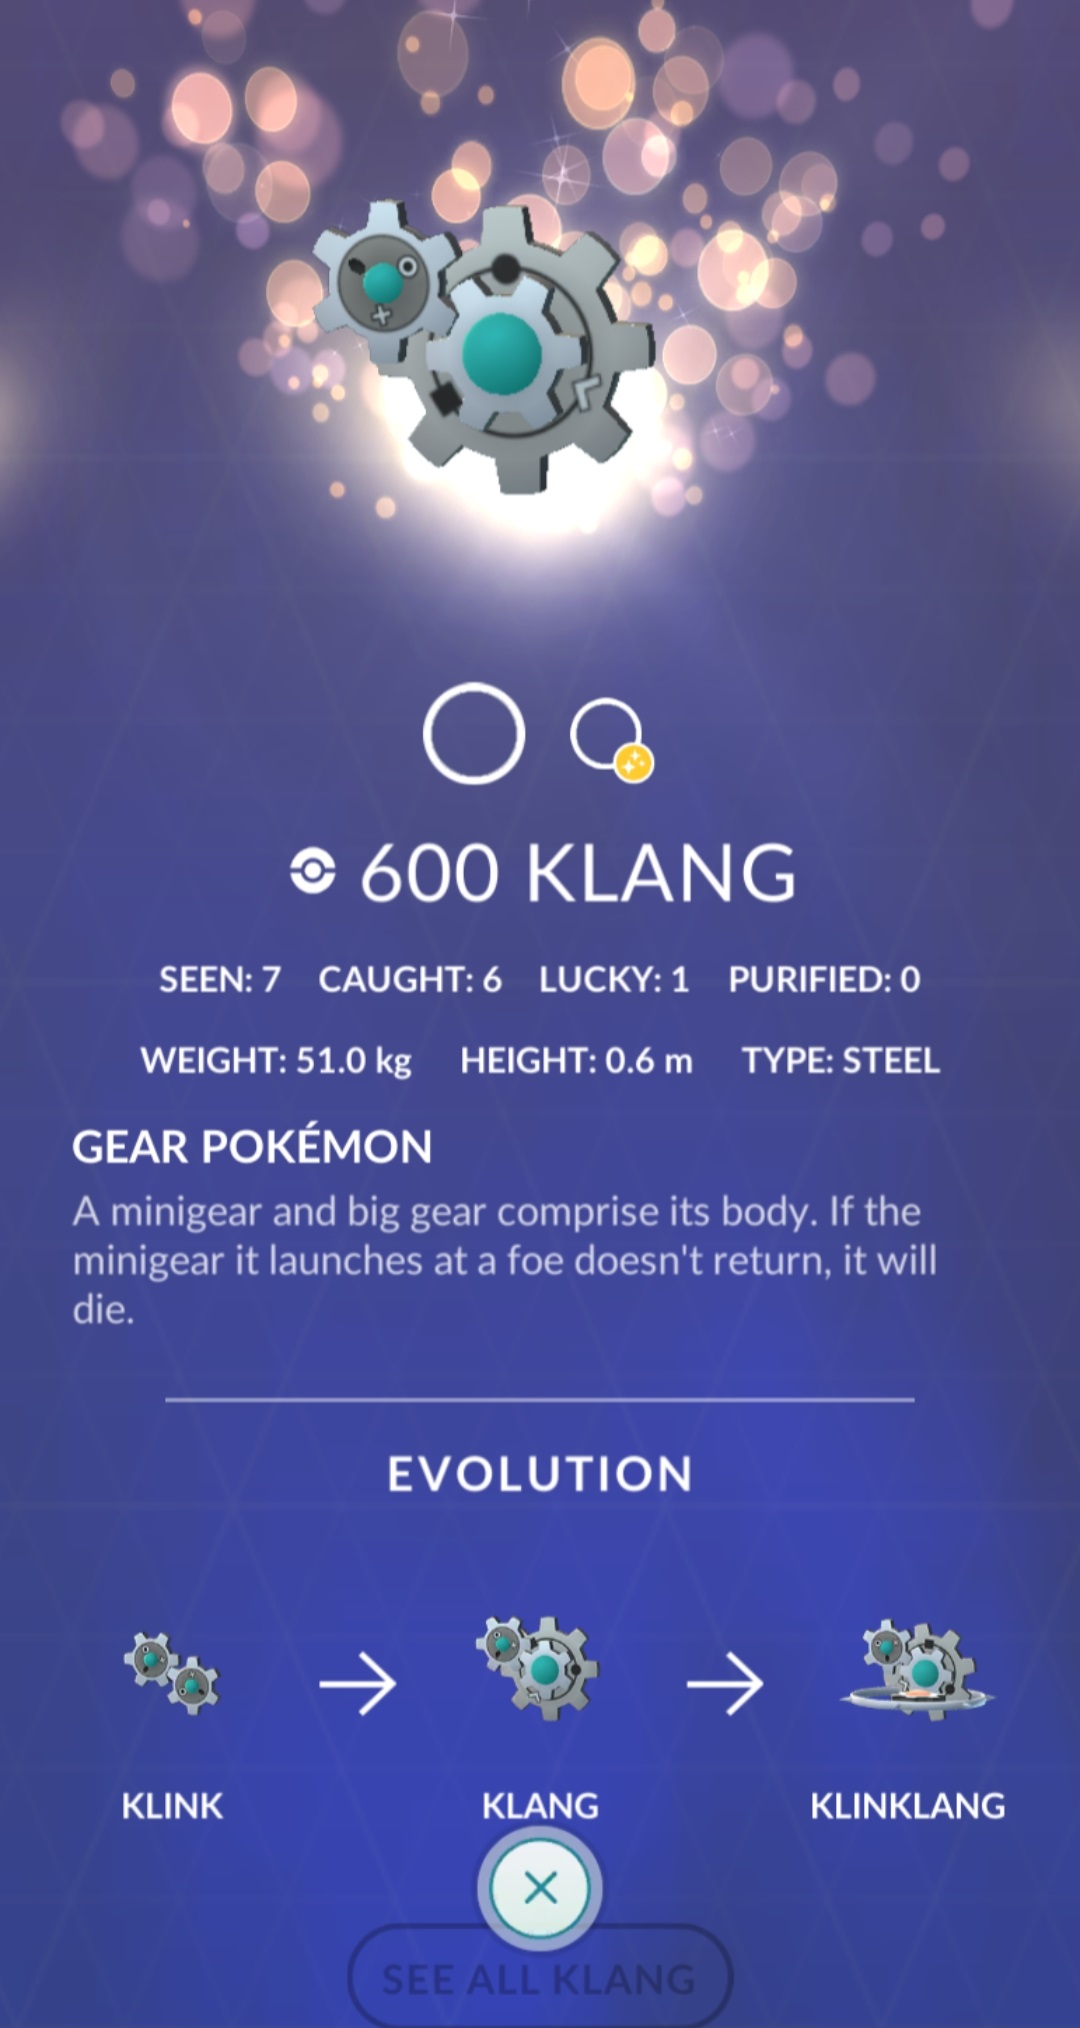 600 KLANG
SEEN: 7 CAUGHT: 6 LUCKY: 1 PURIFIED: 0
WEIGHT: 51.0 kg HEIGHT: 0.6 m TYPE: STEEL
GEAR POKÉMON
A minigear and big gear comprise its body. If the
minigear it launches at a foe doesn't return, it will
die.
EVOLUTION
KLINK KLANG KLINKLANG
SEE ALL KLANG